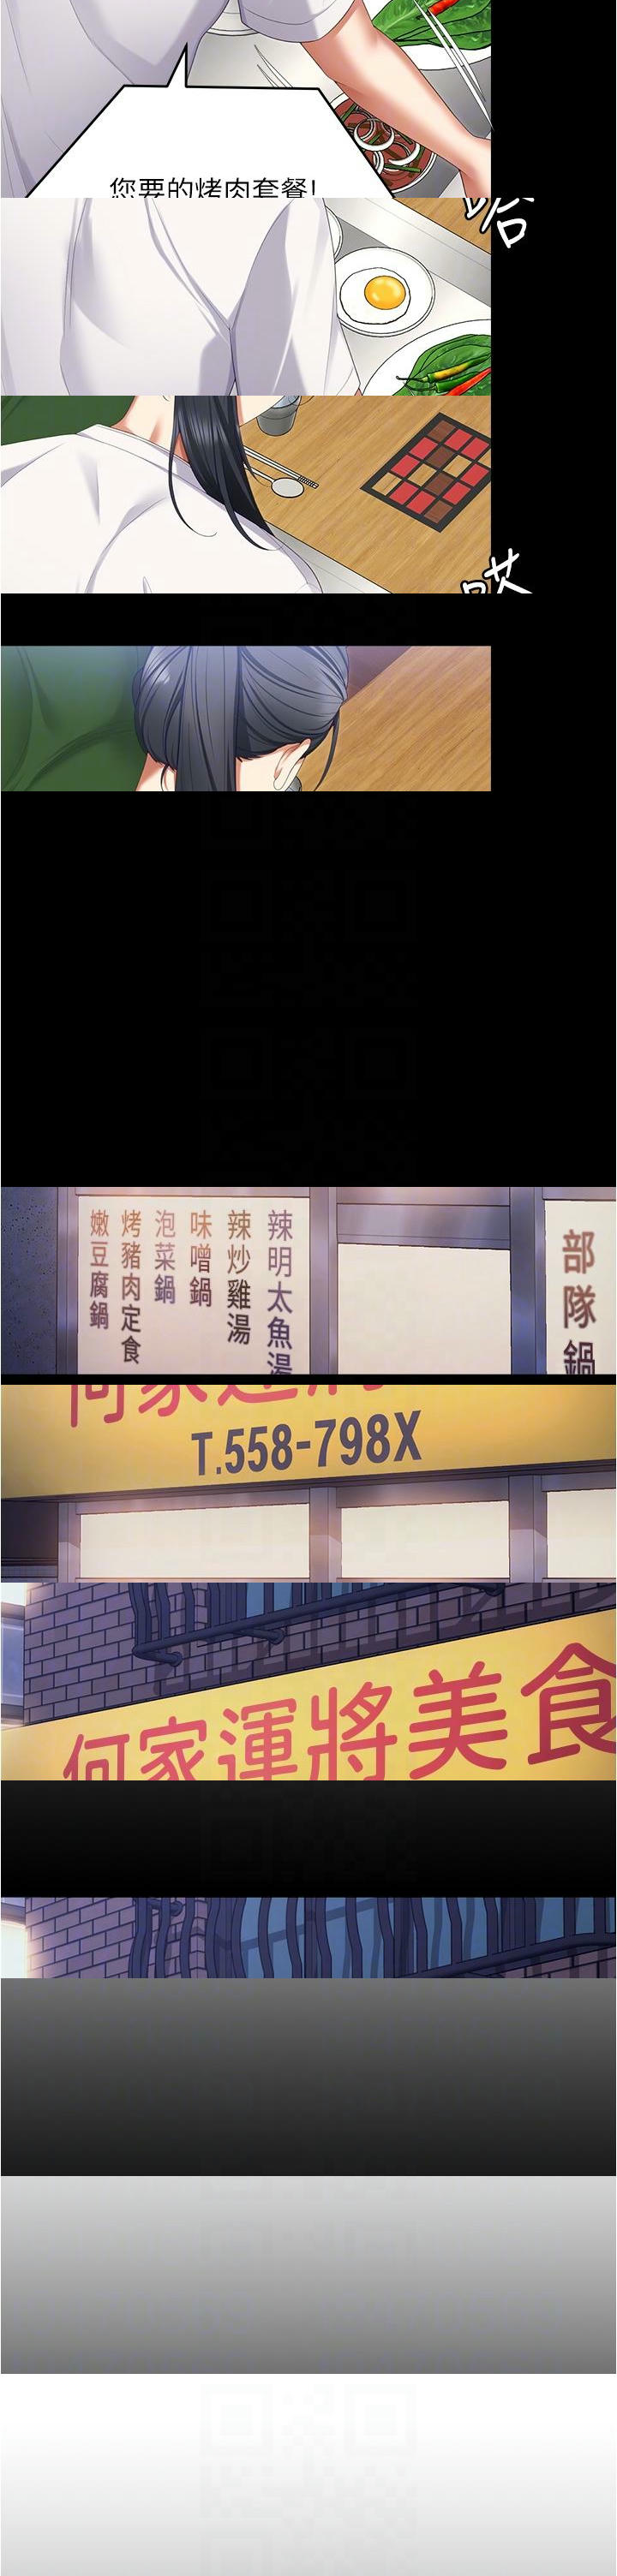 您要的烤肉套餐!
哈
哎
辣明太魚湯
辣炒雞湯
味噌鍋
泡菜鍋
烤豬肉定食
嫩豆腐鍋
部隊鍋
T.558-798X
何家運將美食